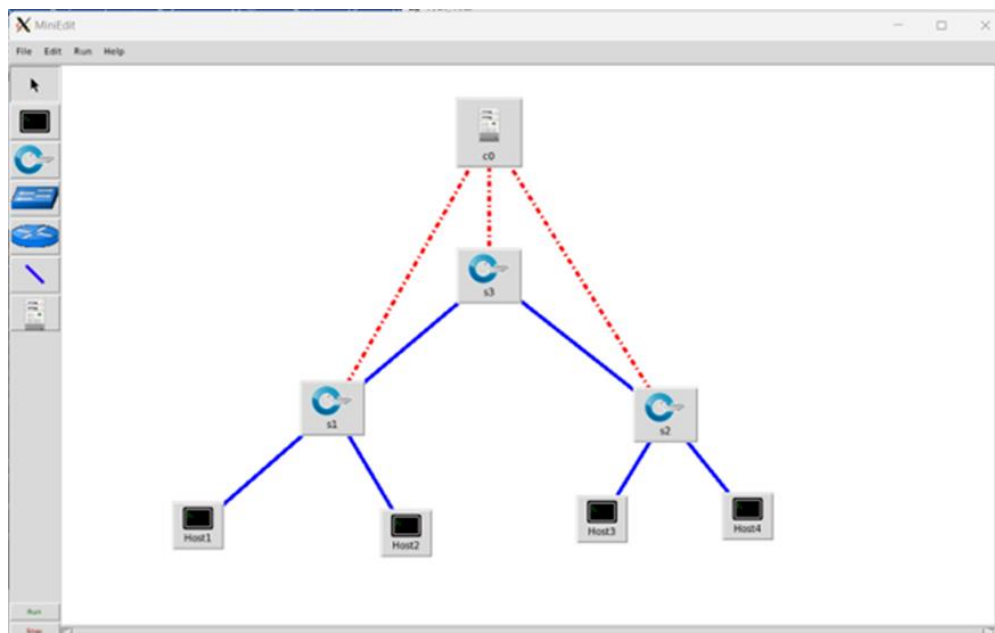 MiniEdit
File Edit Run Help
c0
s3
s1
s2
Host1
Host2
Host3
Host4
Run
Stop